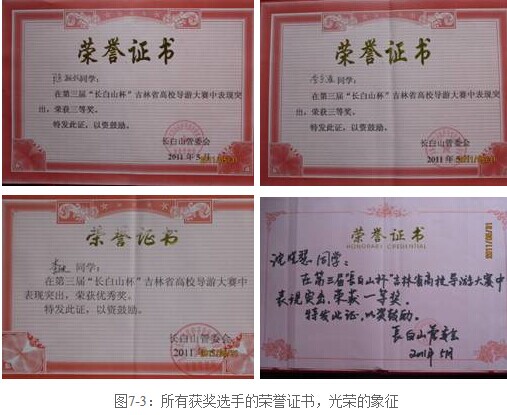 荣誉证书
同学：
在第三届“长白山杯”吉林省高校导游大赛中表现突
出，荣获三等奖。
特发此证，以资鼓励。
长白山管委会
2011年5月
荣誉证书
同学：
在第三届“长白山杯”吉林省高校导游大赛中表现突
出，荣获三等奖。
特发此证，以资鼓励。
长白山管委会
2011
荣誉证书
同学：
在第三届“长白山杯”吉林省高校导游大赛中
表现突出，荣获优秀奖。
特发此证，以资鼓励。
长白山管委会
2011
荣誉证书
HONORARY CREDENTIAL
同学：
在第三届长白山杯”吉林省高校导游大赛中
表现突出，荣获一等奖。
特发此证，以资鼓励。
長白山管委会
2011年5月
图7-3：所有获奖选手的荣誉证书，光荣的象征